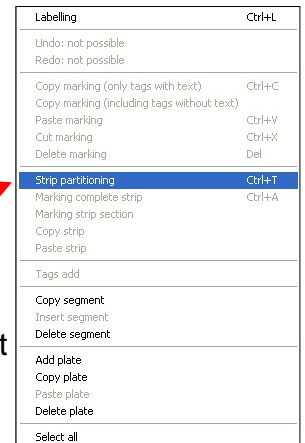 Labelling Ctrl+L
Undo: not possible
Redo: not possible
Copy marking (only tags with text) Ctrl+C
Copy marking (including tags without text)
Paste marking Ctrl+V
Cut marking Ctrl+X
Delete marking Del
Strip partitioning Ctrl+T
Marking complete strip Ctrl+A
Marking strip section
Copy strip
Paste strip
Tags add
Copy segment
Insert segment
Delete segment
t
Add plate
Copy plate
Paste plate
Delete plate
Select all